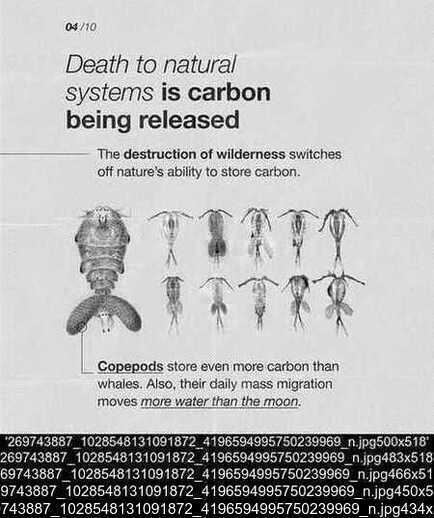 04/10
Death to natural
systems is carbon
being released
The destruction of wilderness switches
off nature's ability to store carbon.
Copepods store even more carbon than
whales. Also, their daily mass migration
moves more water than the moon.
'269743887_1028548131091872_4196594995750239969_n.jpg500x518'
269743887_1028548131091872_4196594995750239969_n.jpg483x518
69743887_1028548131091872_4196594995750239969_n.jpg466x51
9743887_1028548131091872_4196594995750239969_n.jpg450x5
743887_1028548131091872_4196594995750239969_n.jpg434x